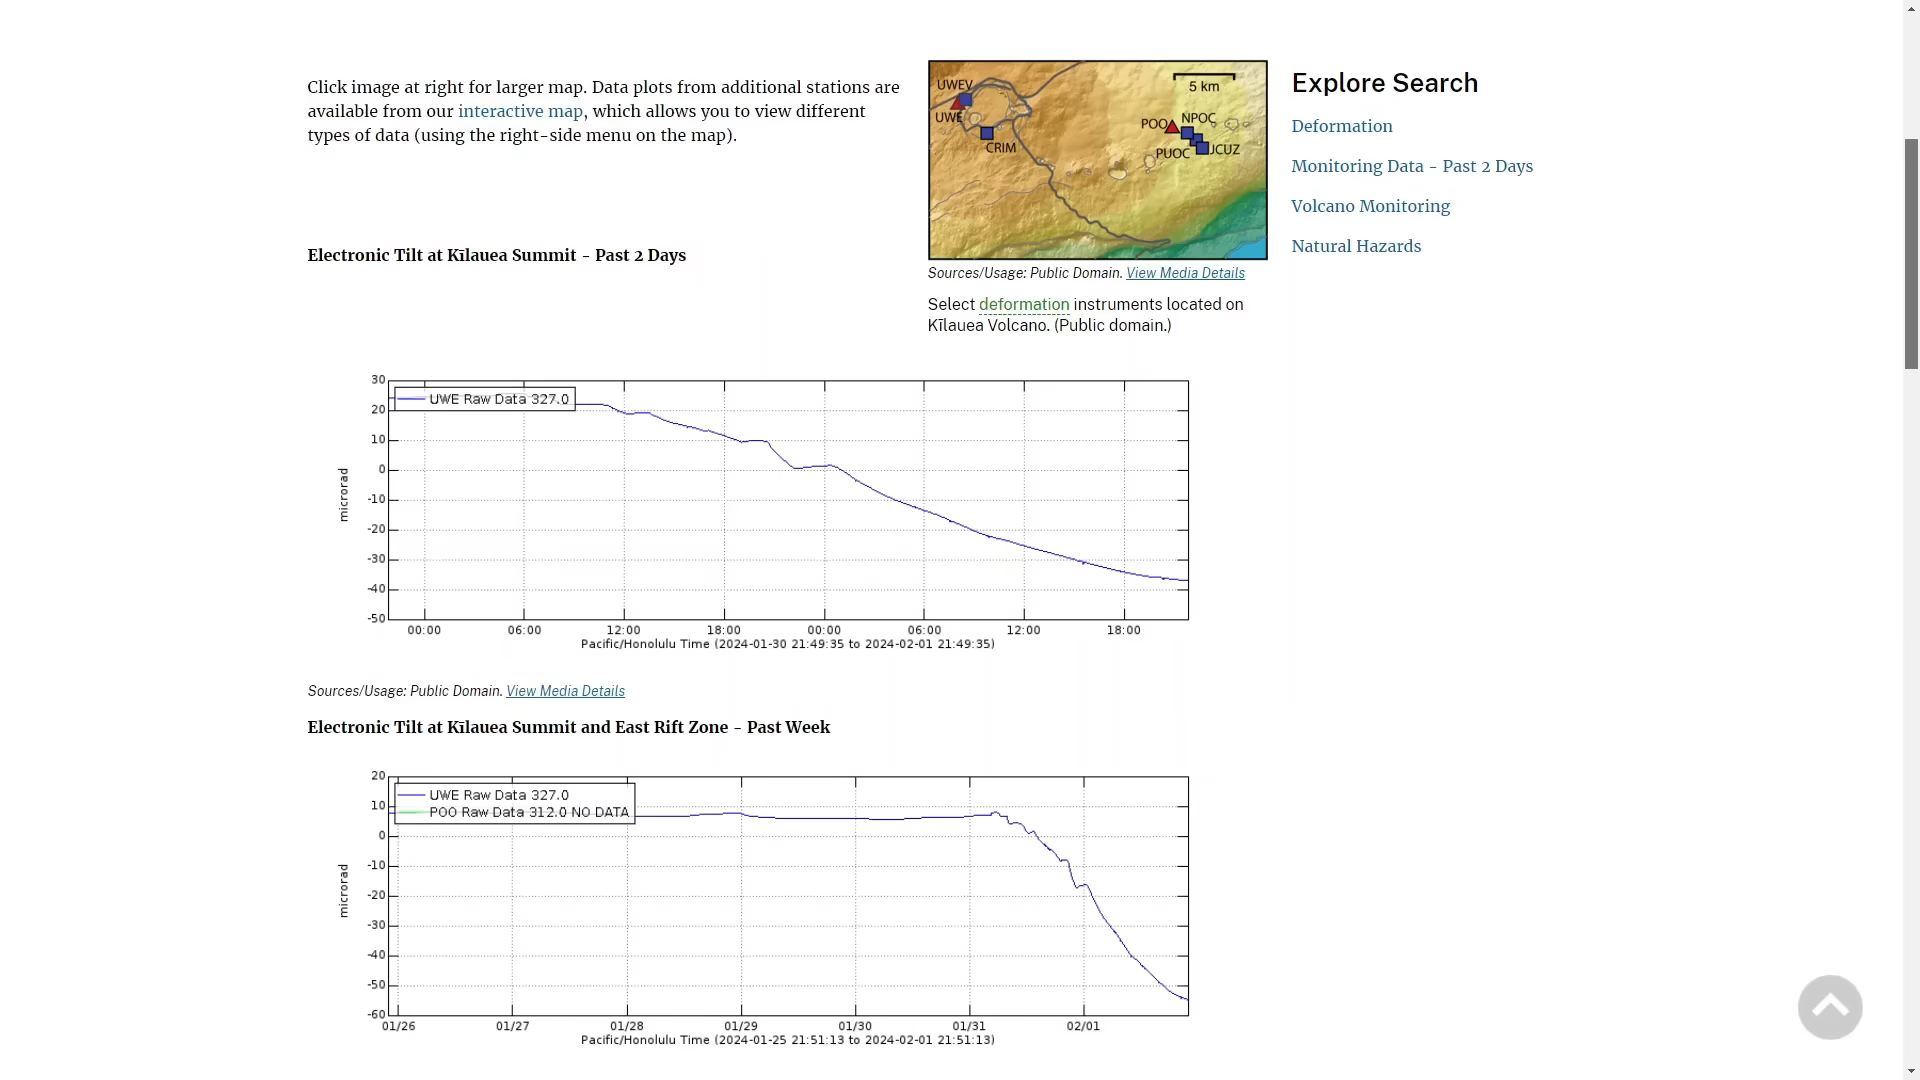 Click image at right for larger map. Data plots from additional stations are
available from our interactive map, which allows you to view different
types of data (using the right-side menu on the map).
UWEV
UWE
CRIM
5 km
POO
NPOC
PUOC
JCUZ
Sources/Usage: Public Domain. View Media Details
Select deformation instruments located on
Kīlauea Volcano. (Public domain.)
Explore Search
Deformation
Monitoring Data - Past 2 Days
Volcano Monitoring
Natural Hazards
Electronic Tilt at Kīlauea Summit - Past 2 Days
UWE Raw Data 327.0
30
20
10
0
-10
-20
-30
-40
-50
microrad
00:00 06:00 12:00 18:00 00:00 06:00 12:00 18:00
Pacific/Honolulu Time (2024-01-30 21:49:35 to 2024-02-01 21:49:35)
Sources/Usage: Public Domain. View Media Details
Electronic Tilt at Kīlauea Summit and East Rift Zone - Past Week
UWE Raw Data 327.0
POO Raw Data 312.0 NO DATA
20
10
0
-10
-20
-30
-40
-50
-60
microrad
01/26 01/27 01/28 01/29 01/30 01/31 02/01
Pacific/Honolulu Time (2024-01-25 21:51:13 to 2024-02-01 21:51:13)